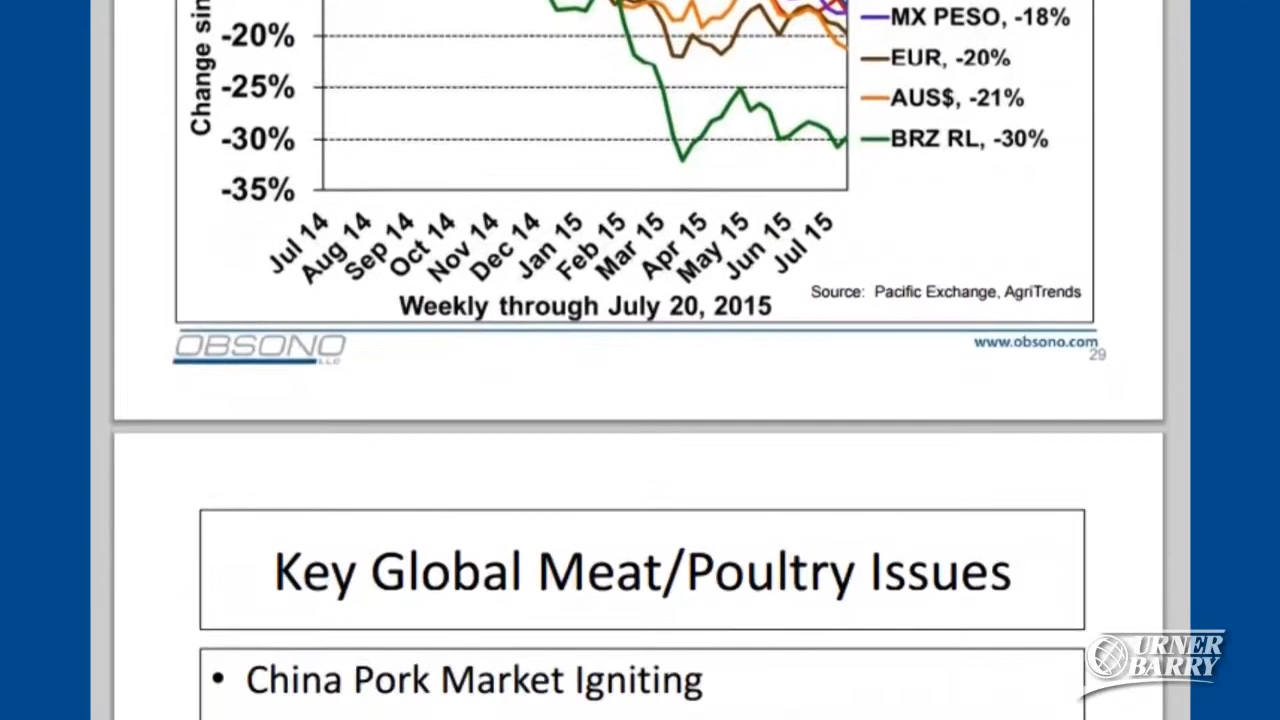 Change sin
-20%
-25%
-30%
-35%
MX PESO, -18%
EUR, -20%
AUS$, -21%
BRZ RL, -30%
Jul 14
Aug 14
Sep 14
Oct 14
Nov 14
Dec 14
Jan 15
Feb 15
Mar 15
Apr 15
May 15
Jun 15
Jul 15
Weekly through July 20, 2015
Source: Pacific Exchange, AgriTrends
OBSONO
LLC
www.obsono.com
29
Key Global Meat/Poultry Issues
• China Pork Market Igniting
URNER
BARRY